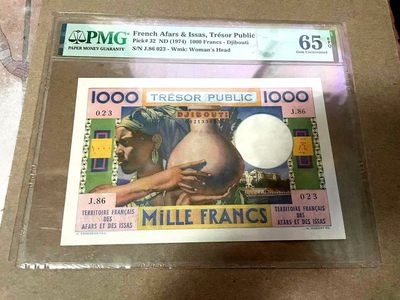 PMG
PAPER MONEY GUARANTY
French Afars & Issas, Trésor Public
Pick# 32 ND (1974) 1000 Francs - Djibouti
S/N J.86 023 - Wmk: Woman's Head
65 EPQ
Gem Uncirculated
1000 TRÉSOR PUBLIC 1000
023 DJIBOUTI J.86
J.86 023
TERRITOIRE FRANÇAIS
DES
AFARS ET DES ISSAS
MILLE FRANCS
TERRITOIRE FRANÇAIS
DES
AFARS ET DES ISSAS